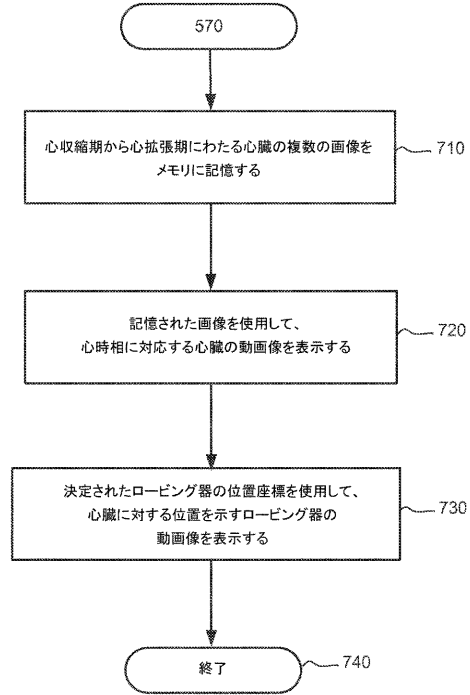 570
心収縮期から心拡張期にわたる心臓の複数の画像を
メモリに記憶する
710
記憶された画像を使用して、
心時相に対応する心臓の動画像を表示する
720
決定されたロービング器の位置座標を使用して、
心臓に対する位置を示すロービング器の
動画像を表示する
730
終了
740